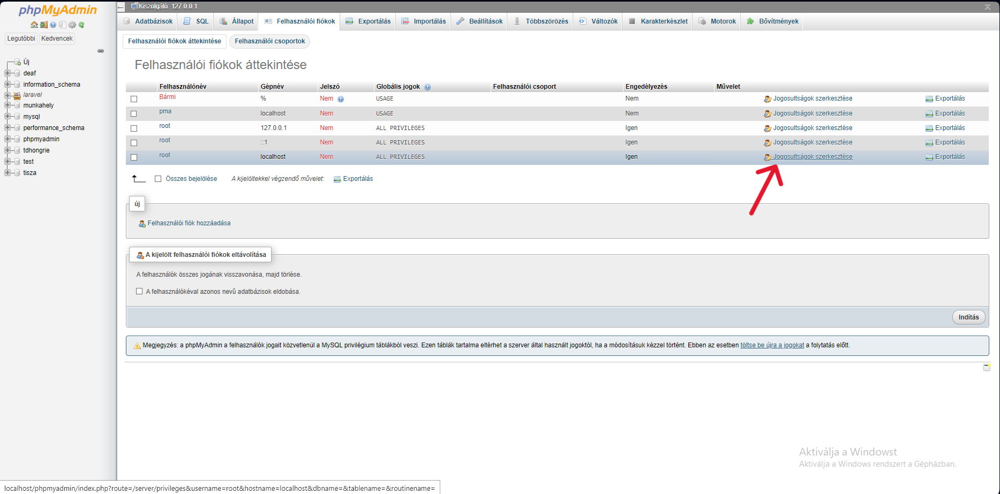 phpMyAdmin
Legutóbbi Kedvencek
Új
deaf
information_schema
laravel
munkahely
mysql
performance_schema
phpmyadmin
tdhongrie
test
tisza
Kiszolgáló: 127.0.0.1
Adatbázisok SQL Állapot Felhasználói fiókok Exportálás Importálás Beállítások Többszörözés Változók Karakterkészlet Motorok Bővítmények
Felhasználói fiókok áttekintése Felhasználói csoportok
Felhasználói fiókok áttekintése
Felhasználónév Gépnév Jelszó Globális jogok Felhasználói csoport Engedélyezés Művelet
Bármi % Nem USAGE Nem Jogosultságok szerkesztése Exportálás
pma localhost Nem USAGE Nem Jogosultságok szerkesztése Exportálás
root 127.0.0.1 Nem ALL PRIVILEGES Igen Jogosultságok szerkesztése Exportálás
root ::1 Nem ALL PRIVILEGES Igen Jogosultságok szerkesztése Exportálás
root localhost Nem ALL PRIVILEGES Igen Jogosultságok szerkesztése Exportálás
Összes bejelölése A kijelöltekkel végzendő művelet: Exportálás
új
Felhasználói fiók hozzáadása
A kijelölt felhasználói fiókok eltávolítása
A felhasználók összes jogának visszavonása, majd törlése.
A felhasználókéval azonos nevű adatbázisok eldobása.
Indítás
Megjegyzés: a phpMyAdmin a felhasználók jogait közvetlenül a MySQL privilégium táblákból veszi. Ezen táblák tartalma eltérhet a szerver által használt jogoktól, ha a módosításuk kézzel történt. Ebben az esetben töltse be újra a jogokat a folytatás előtt.
Aktiválja a Windowst
Aktiválja a Windows rendszert a Gépházban.
localhost/phpmyadmin/index.php?route=/server/privileges&username=root&hostname=localhost&dbname=&tablename=&routinename=